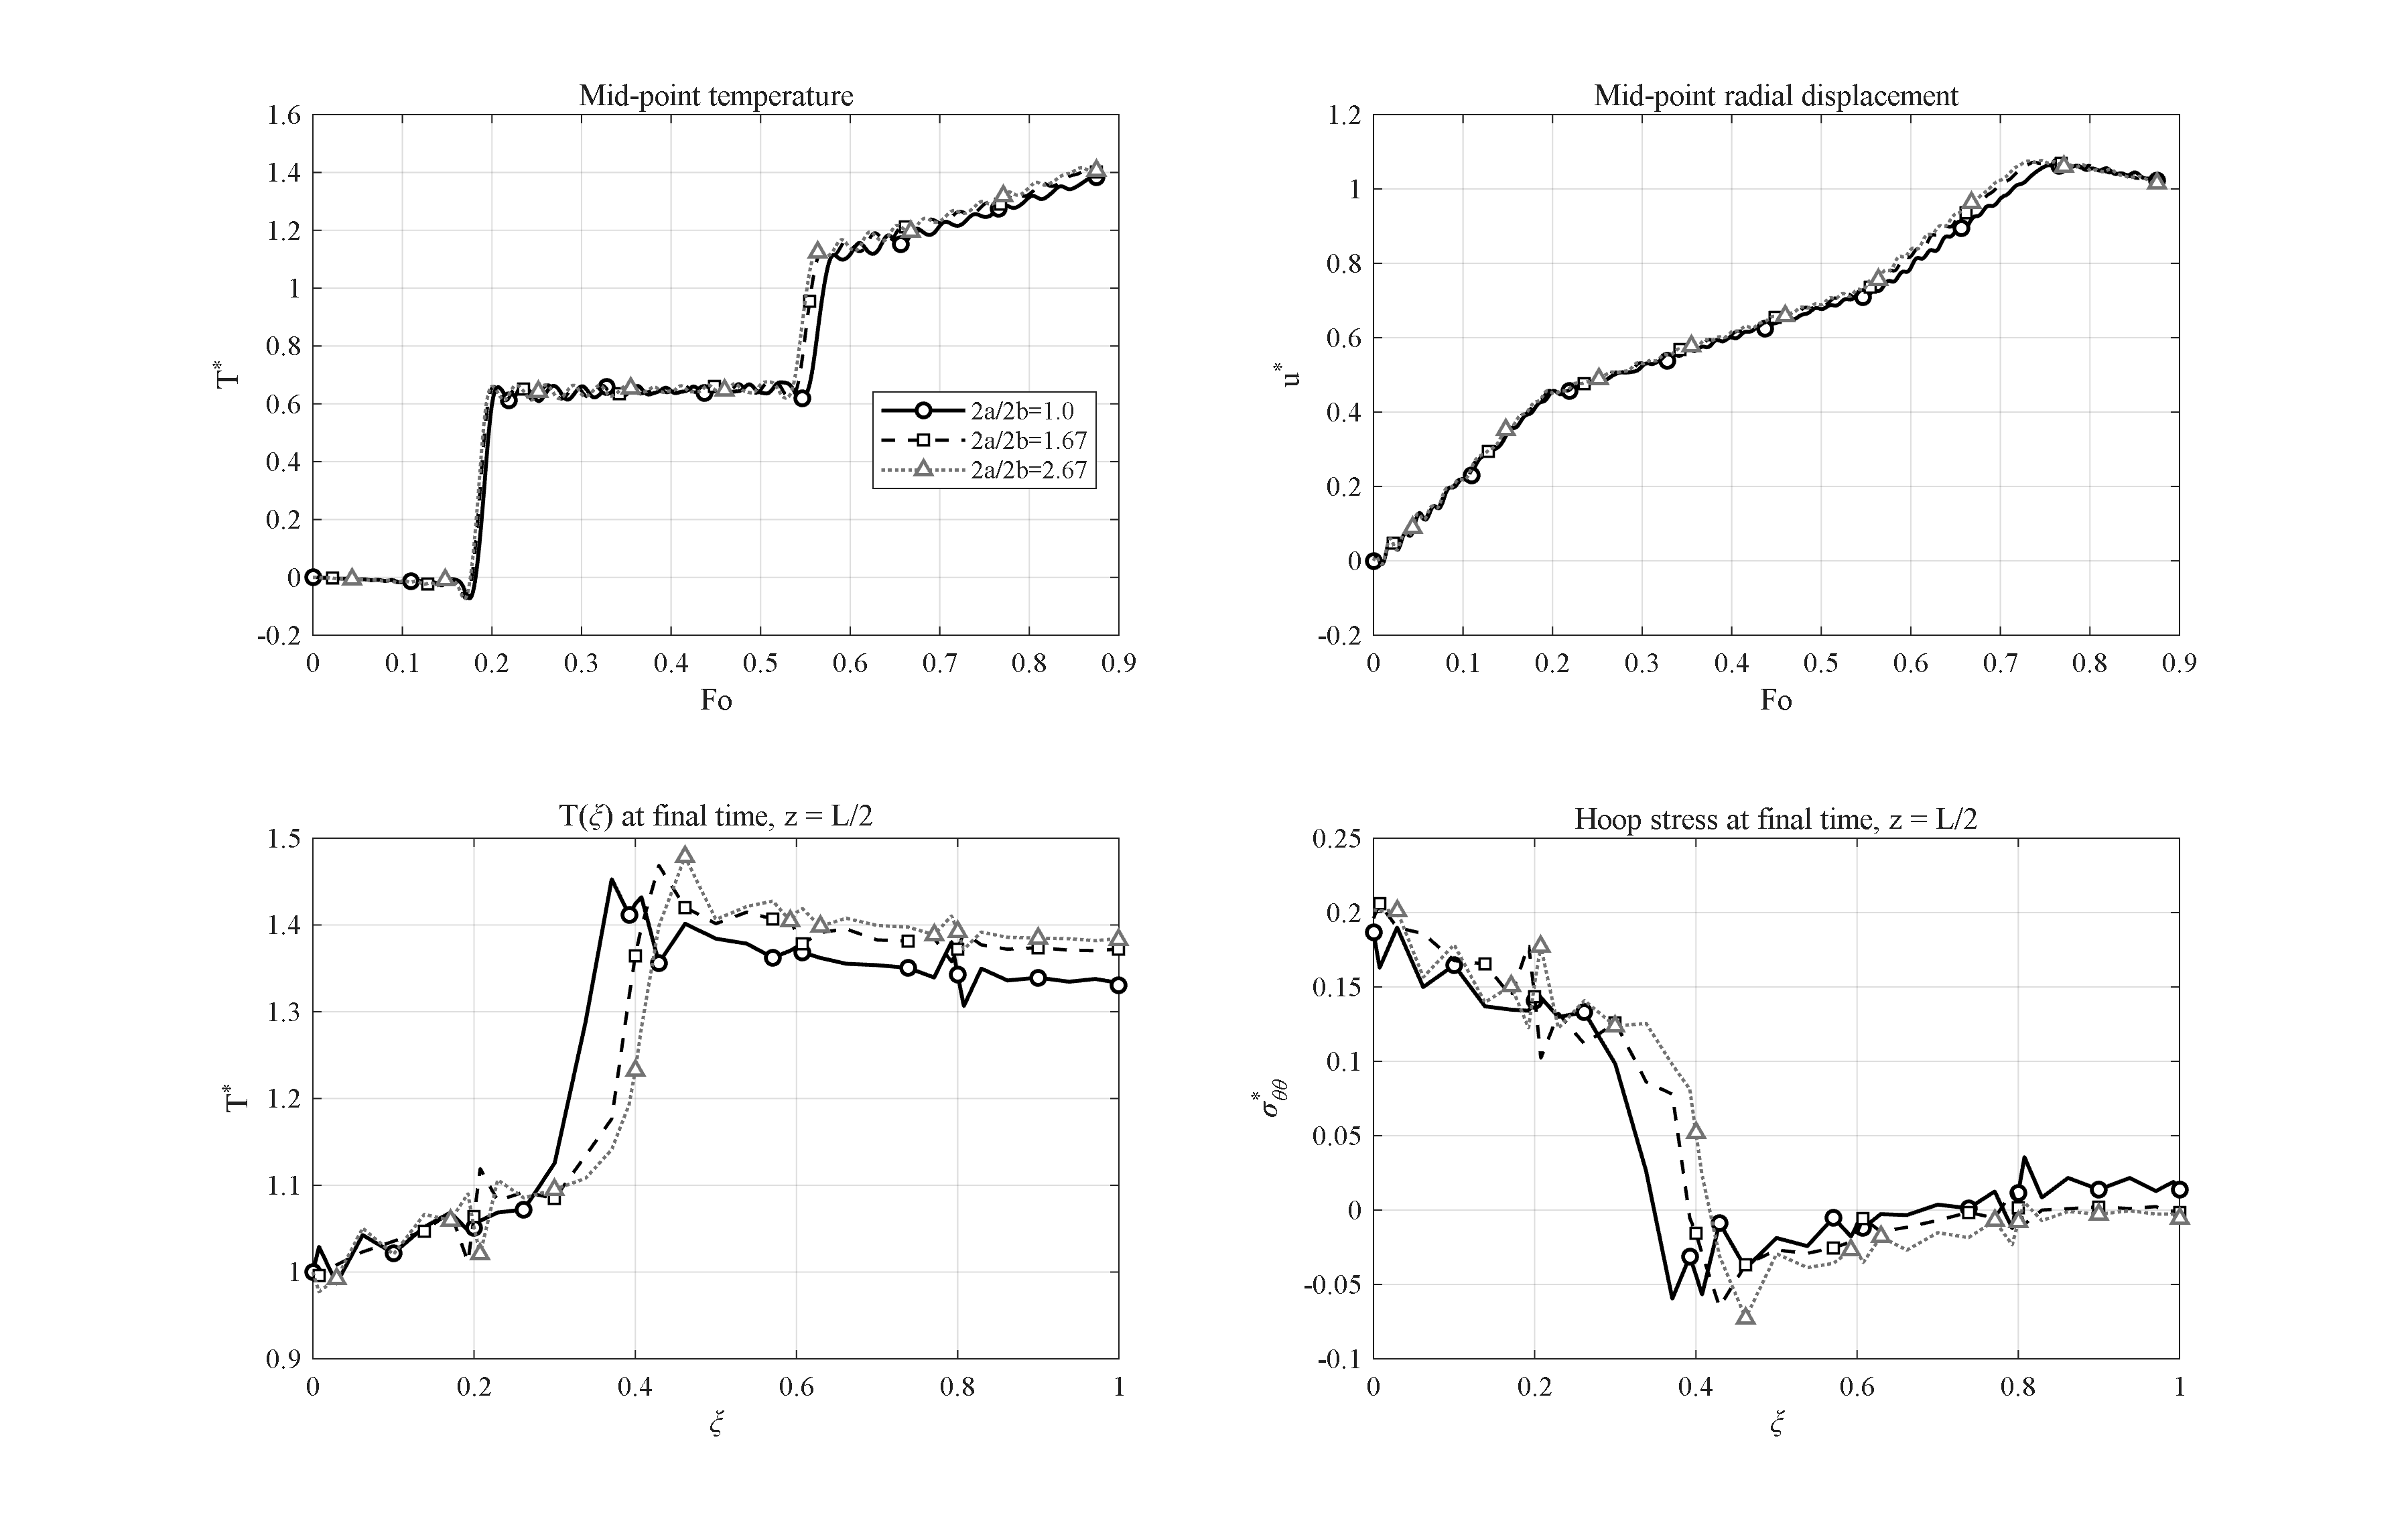 Mid-point temperature
1.6
1.4
1.2
1
0.8
0.6
0.4
0.2
0
-0.2
T*
0 0.1 0.2 0.3 0.4 0.5 0.6 0.7 0.8 0.9
Fo
2a/2b=1.0
2a/2b=1.67
2a/2b=2.67
Mid-point radial displacement
1.2
1
0.8
0.6
0.4
0.2
0
-0.2
u*
0 0.1 0.2 0.3 0.4 0.5 0.6 0.7 0.8 0.9
Fo
T(ξ) at final time, z = L/2
1.5
1.4
1.3
1.2
1.1
1
0.9
T*
0 0.2 0.4 0.6 0.8 1
ξ
Hoop stress at final time, z = L/2
0.25
0.2
0.15
0.1
0.05
0
-0.05
-0.1
σ*θθ
0 0.2 0.4 0.6 0.8 1
ξ